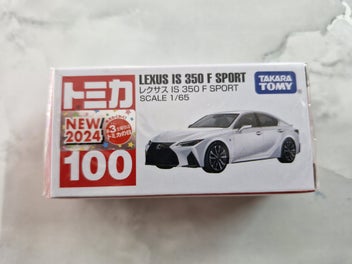 LEXUS IS 350 F SPORT
レクサス IS 350 F SPORT
SCALE 1/65
TAKARA
TOMY
トミカ
NEW
2024
100